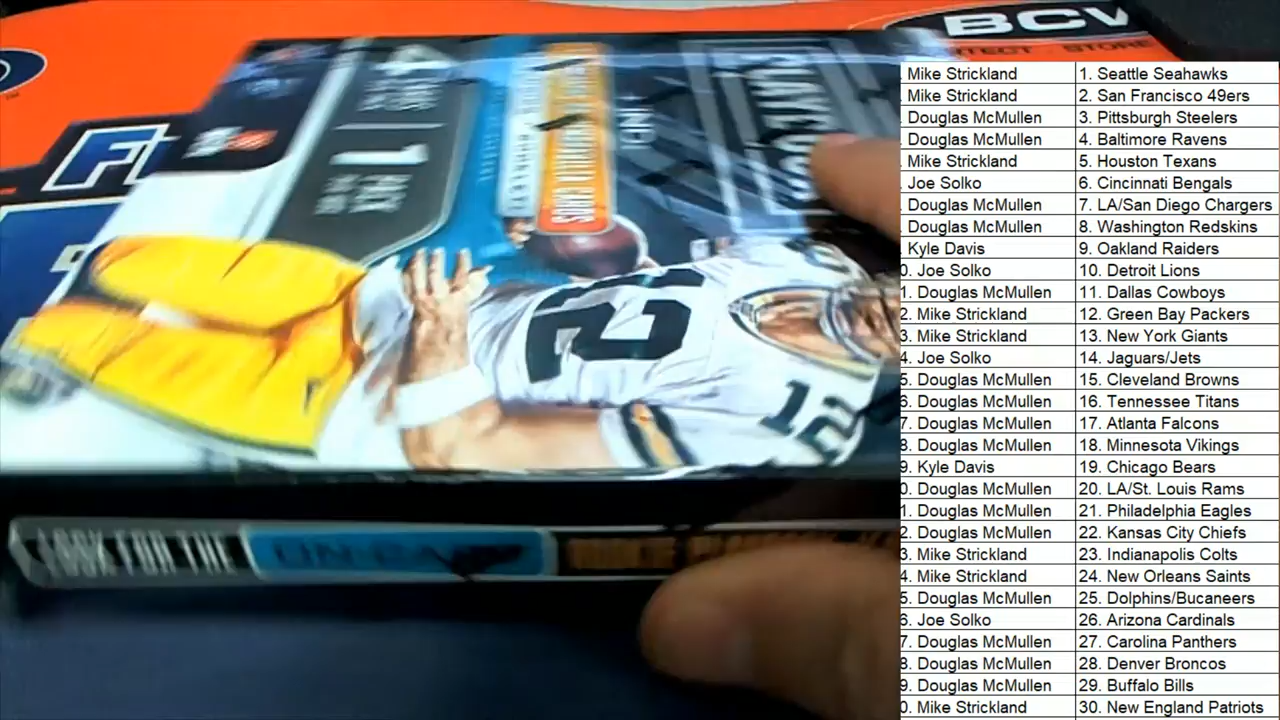 BCW
PROTECT STORE
4 1
12
12
LOOK FOR THE
. Mike Strickland 1. Seattle Seahawks
. Mike Strickland 2. San Francisco 49ers
. Douglas McMullen 3. Pittsburgh Steelers
. Douglas McMullen 4. Baltimore Ravens
. Mike Strickland 5. Houston Texans
. Joe Solko 6. Cincinnati Bengals
. Douglas McMullen 7. LA/San Diego Chargers
. Douglas McMullen 8. Washington Redskins
. Kyle Davis 9. Oakland Raiders
0. Joe Solko 10. Detroit Lions
1. Douglas McMullen 11. Dallas Cowboys
2. Mike Strickland 12. Green Bay Packers
3. Mike Strickland 13. New York Giants
4. Joe Solko 14. Jaguars/Jets
5. Douglas McMullen 15. Cleveland Browns
6. Douglas McMullen 16. Tennessee Titans
7. Douglas McMullen 17. Atlanta Falcons
8. Douglas McMullen 18. Minnesota Vikings
9. Kyle Davis 19. Chicago Bears
0. Douglas McMullen 20. LA/St. Louis Rams
1. Douglas McMullen 21. Philadelphia Eagles
2. Douglas McMullen 22. Kansas City Chiefs
3. Mike Strickland 23. Indianapolis Colts
4. Mike Strickland 24. New Orleans Saints
5. Douglas McMullen 25. Dolphins/Bucaneers
6. Joe Solko 26. Arizona Cardinals
7. Douglas McMullen 27. Carolina Panthers
8. Douglas McMullen 28. Denver Broncos
9. Douglas McMullen 29. Buffalo Bills
0. Mike Strickland 30. New England Patriots